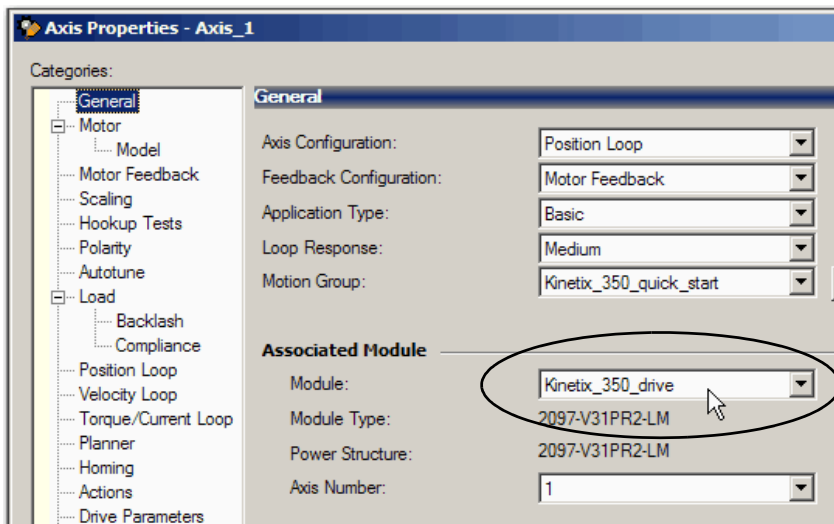 Axis Properties - Axis_1
Categories:
General
Motor
Model
Motor Feedback
Scaling
Hookup Tests
Polarity
Autotune
Load
Backlash
Compliance
Position Loop
Velocity Loop
Torque/Current Loop
Planner
Homing
Actions
Drive Parameters
General
Axis Configuration: Position Loop
Feedback Configuration: Motor Feedback
Application Type: Basic
Loop Response: Medium
Motion Group: Kinetix_350_quick_start
Associated Module
Module: Kinetix_350_drive
Module Type: 2097-V31PR2-LM
Power Structure: 2097-V31PR2-LM
Axis Number: 1